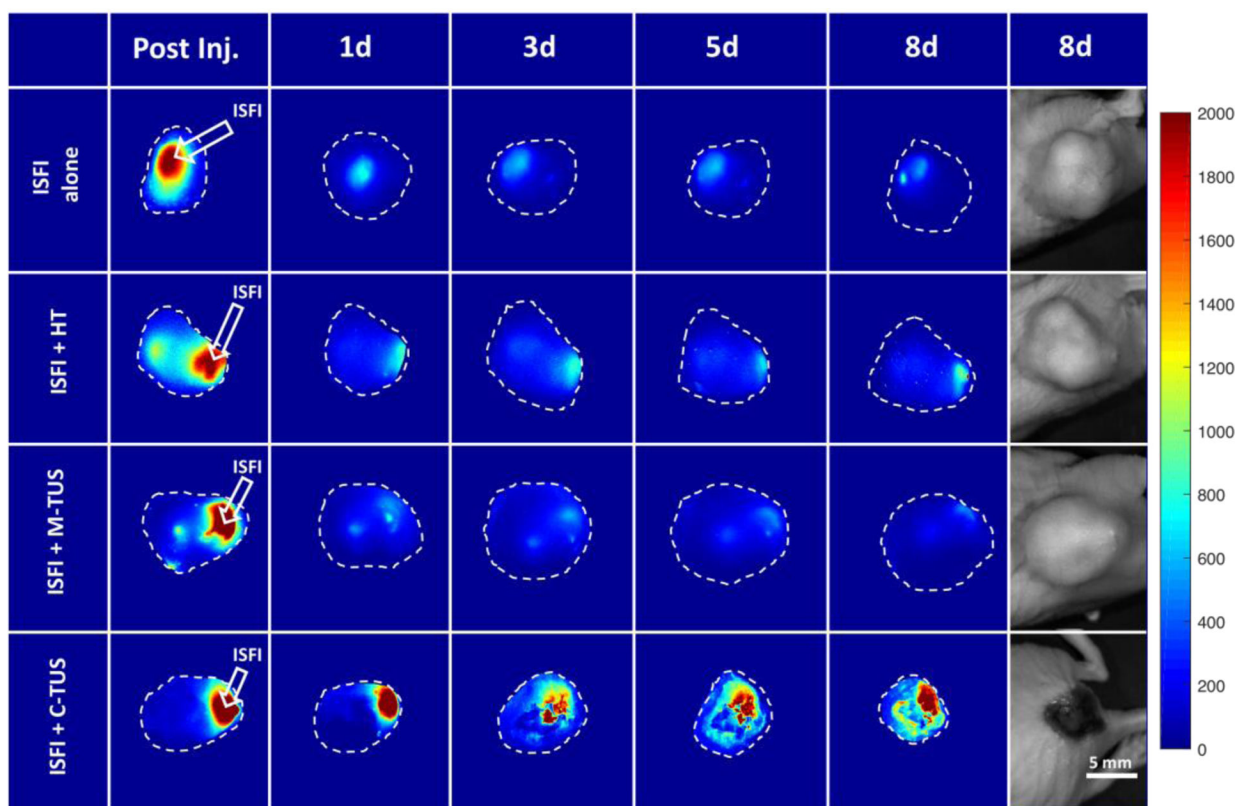 Post Inj. 1d 3d 5d 8d 8d
ISFI
alone
ISFI
ISFI + HT
ISFI
ISFI + M-TUS
ISFI
ISFI + C-TUS
ISFI
5 mm
2000
1800
1600
1400
1200
1000
800
600
400
200
0